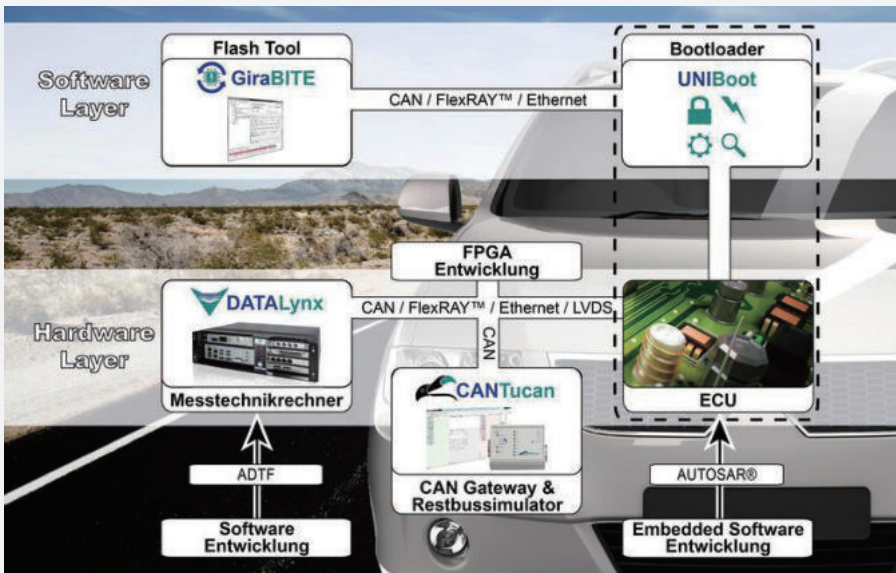 Software
Layer
Flash Tool
GiraBITE
CAN / FlexRAY™ / Ethernet
Bootloader
UNIBoot
FPGA
Entwicklung
Hardware
Layer
DATALynx
Messtechnikrechner
CAN / FlexRAY™ / Ethernet / LVDS
CAN
CANTucan
CAN Gateway &
Restbussimulator
ECU
ADTF
Software
Entwicklung
AUTOSAR®
Embedded Software
Entwicklung